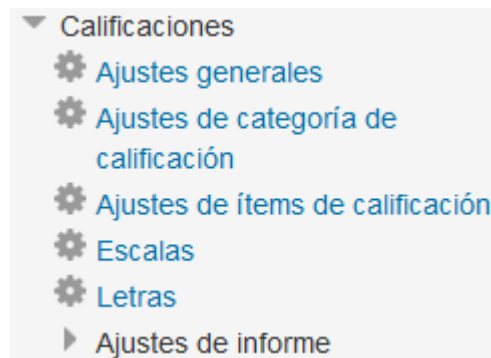 Calificaciones
Ajustes generales
Ajustes de categoría de
calificación
Ajustes de ítems de calificación
Escalas
Letras
Ajustes de informe